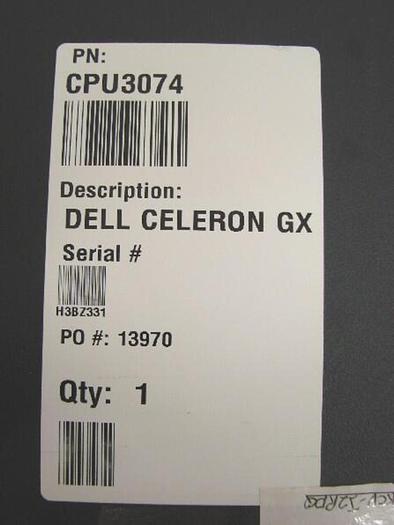 PN:
CPU3074
Description:
DELL CELERON GX
Serial #
H3BZ331
PO #: 13970
Qty: 1